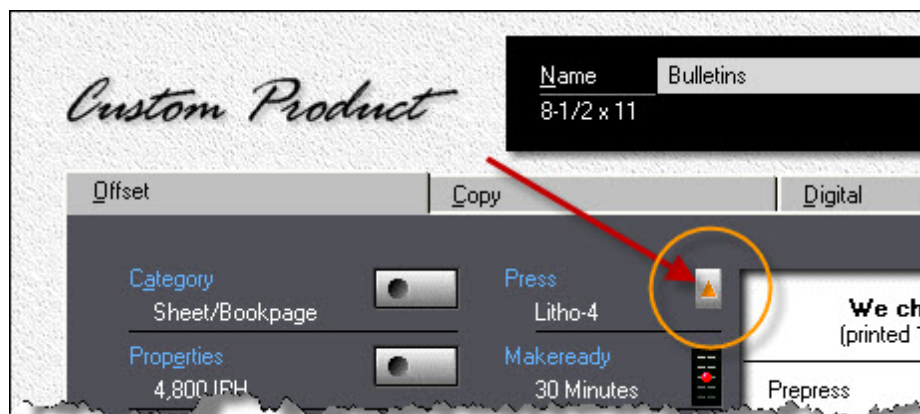 Custom Product
Name Bulletins
8-1/2 x 11
Offset Copy Digital
Category
Sheet/Bookpage
Press
Litho-4
We ch
(printed
Properties
4,800 IPH
Makeready
30 Minutes
Prepress